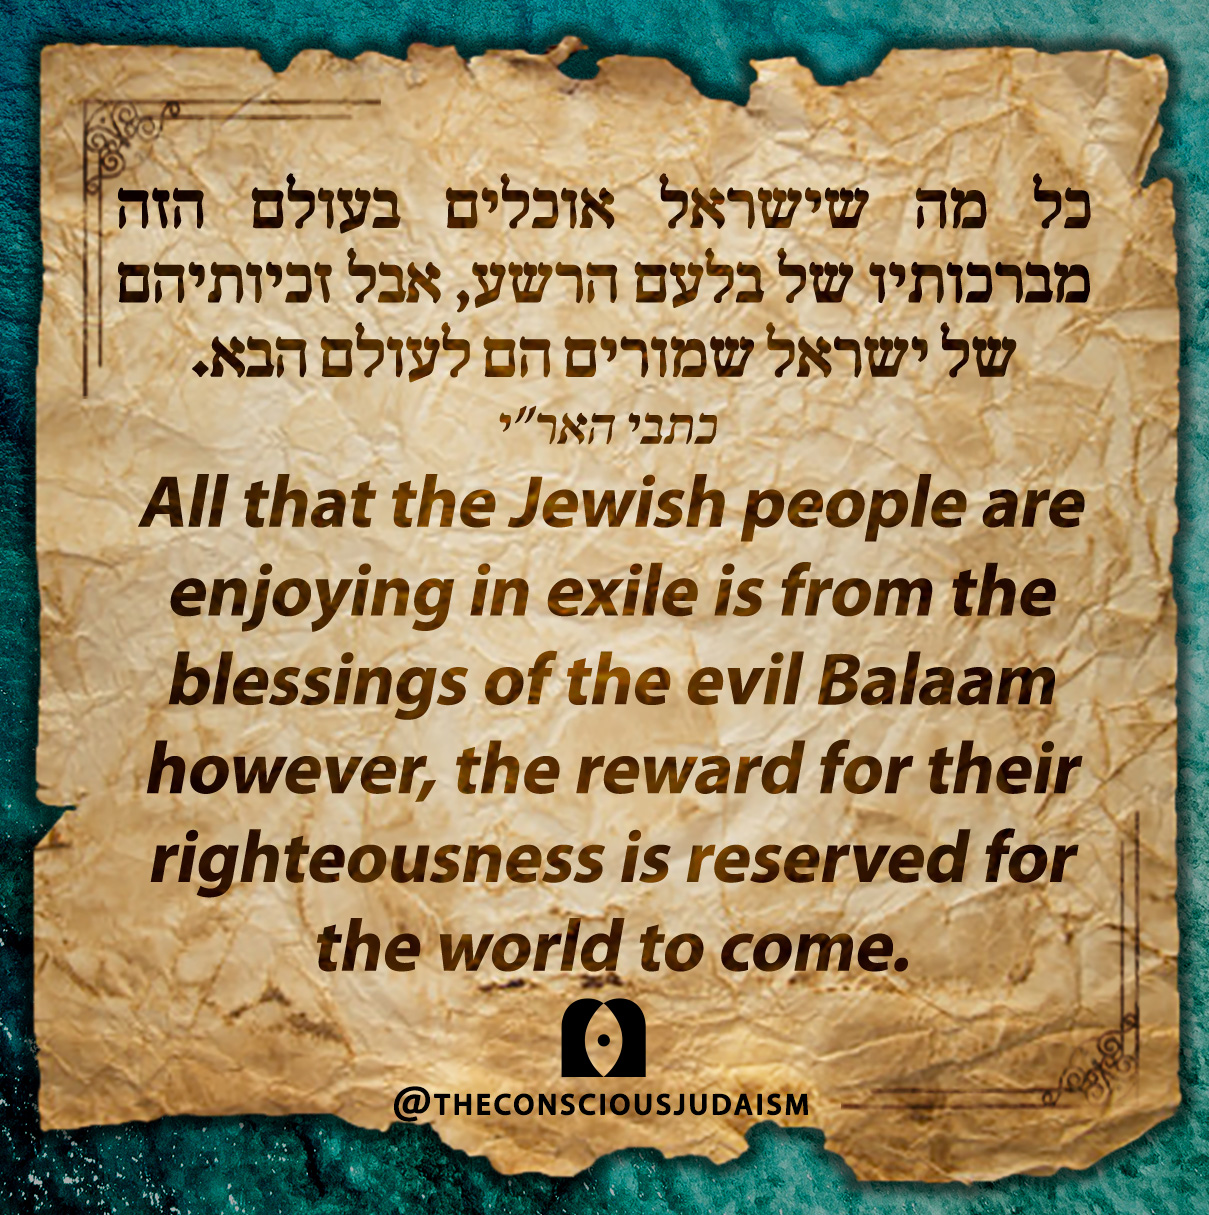 כל מה שישראל אוכלים בעולם הזה
מברכותיו של בלעם הרשע, אבל זכיותיהם
של ישראל שמורים הם לעולם הבא.
כתבי האר״י
All that the Jewish people are
enjoying in exile is from the
blessings of the evil Balaam
however, the reward for their
righteousness is reserved for
the world to come.
@THECONSCIOUSJUDAISM